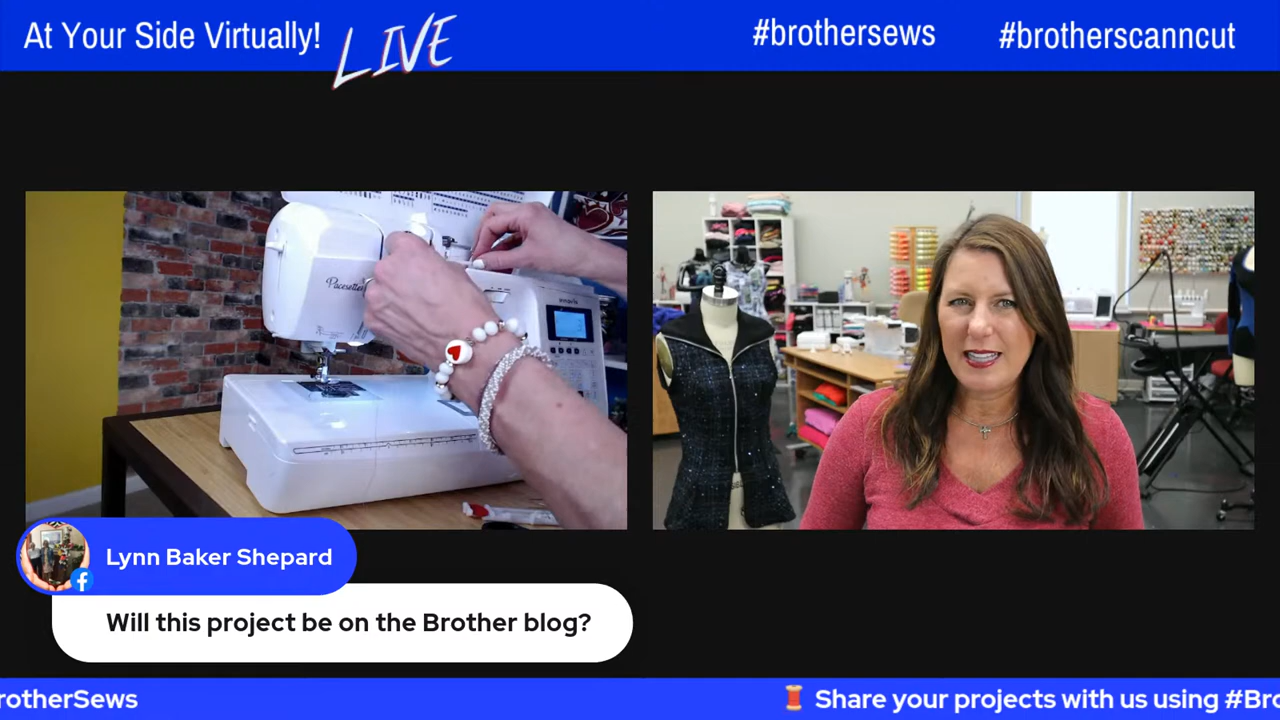 At Your Side Virtually! LIVE
#brothersews #brotherscanncut
Pacesetter
Lynn Baker Shepard
Will this project be on the Brother blog?
rotherSews
Share your projects with us using #Bro